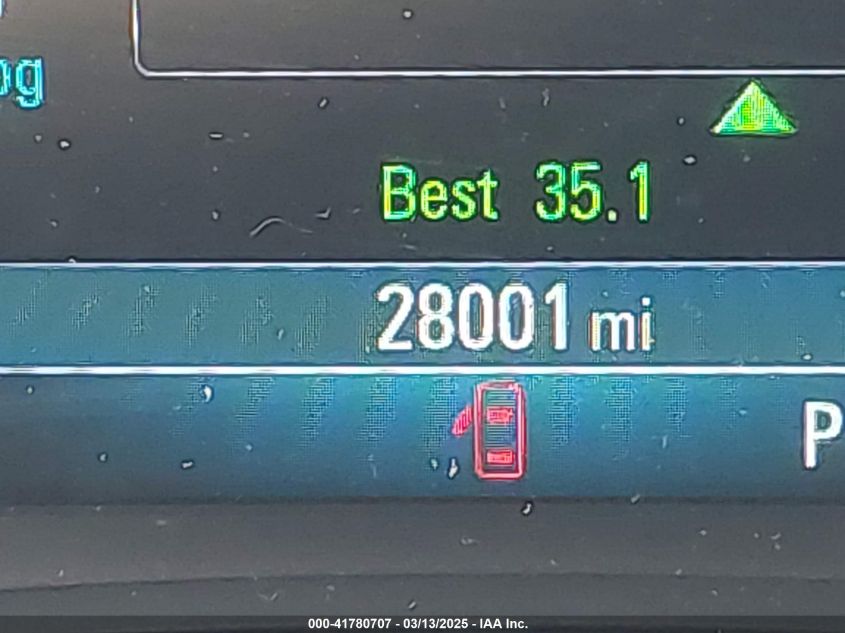 Best 35.1
28001 mi
P
000-41780707 - 03/13/2025 - IAA Inc.